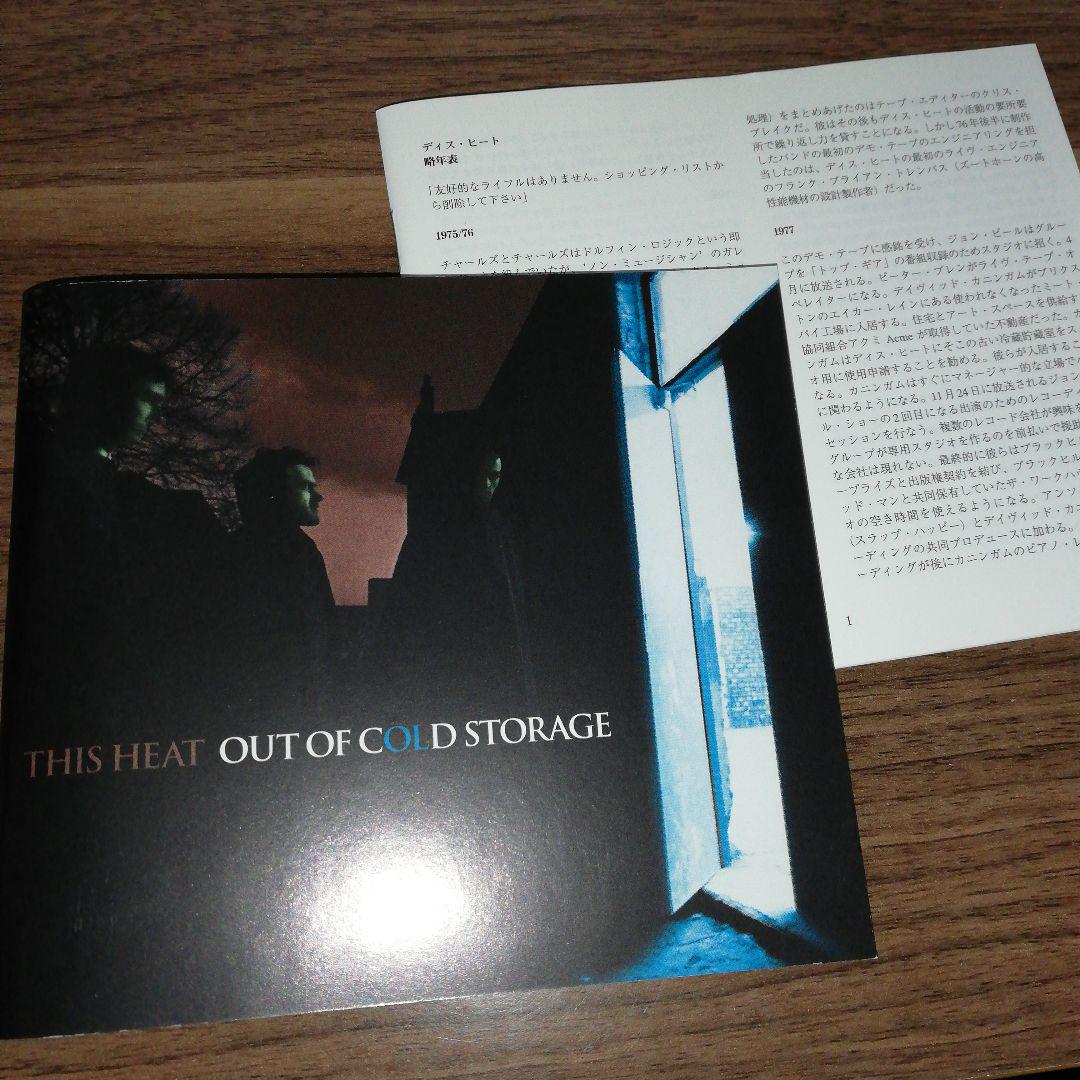 ディス・ヒート
略年表
「友好的なライフルはありません。ショッピング・リストか
ら削除して下さい」
1975/76
チャールズとチャールズはドルフィン・ロジックという即
処理）をまとめあげたのはテープ・エディターのクリス・
ブレイクだ。彼はその後もディス・ヒートの活動の要所要
所で繰り返し力を貸すことになる。しかし76年後半に制作
したバンドの最初のデモ・テープのエンジニアリングを担
当したのは、ディス・ヒートの最初のライヴ・エンジニア
のフランク・ブライアン・トレンパス（ズートホーンの高
性能機材の設計製作者）だった。
1977
このデモ・テープに感銘を受け、ジョン・ピールはグルー
プを「トップ・ギア」の番組収録のためスタジオに招く。4
月に放送される。ピーター・ブレンがライヴ・テープ・オ
ペレイターになる。デイヴィッド・カニンガムがブリクス
トンのエイカー・レインにある使われなくなったミート・
パイ工場に入居する。住宅とアート・スペースを供給す
協同組合アクミ Acme が取得していた不動産だった。カ
ンガムはディス・ヒートにそこの古い冷蔵貯蔵室をス
オ用に使用申請することを勧める。彼らが入居するこ
なる。カニンガムはすぐにマネージャー的な立場で
に関わるようになる。11月24日に放送されるジョン
ル・ショーの2回目になる出演のためのレコーディ
セッションを行なう。複数のレコード会社が興味を
グループが専用スタジオを作るのを前払いで援助
な会社は現れない。最終的に彼らはブラックヒ
ープライズと出版権契約を結び、ブラックヒル
ッド・マンと共同保有していたザ・ワークハ
オの空き時間を使えるようになる。アンソ
（スラップ・ハッピー）とデイヴィッド・カニ
ーディングの共同プロデュースに加わる。
ーディングが後にカニンガムのピアノ・レ
1
THIS HEAT OUT OF COLD STORAGE